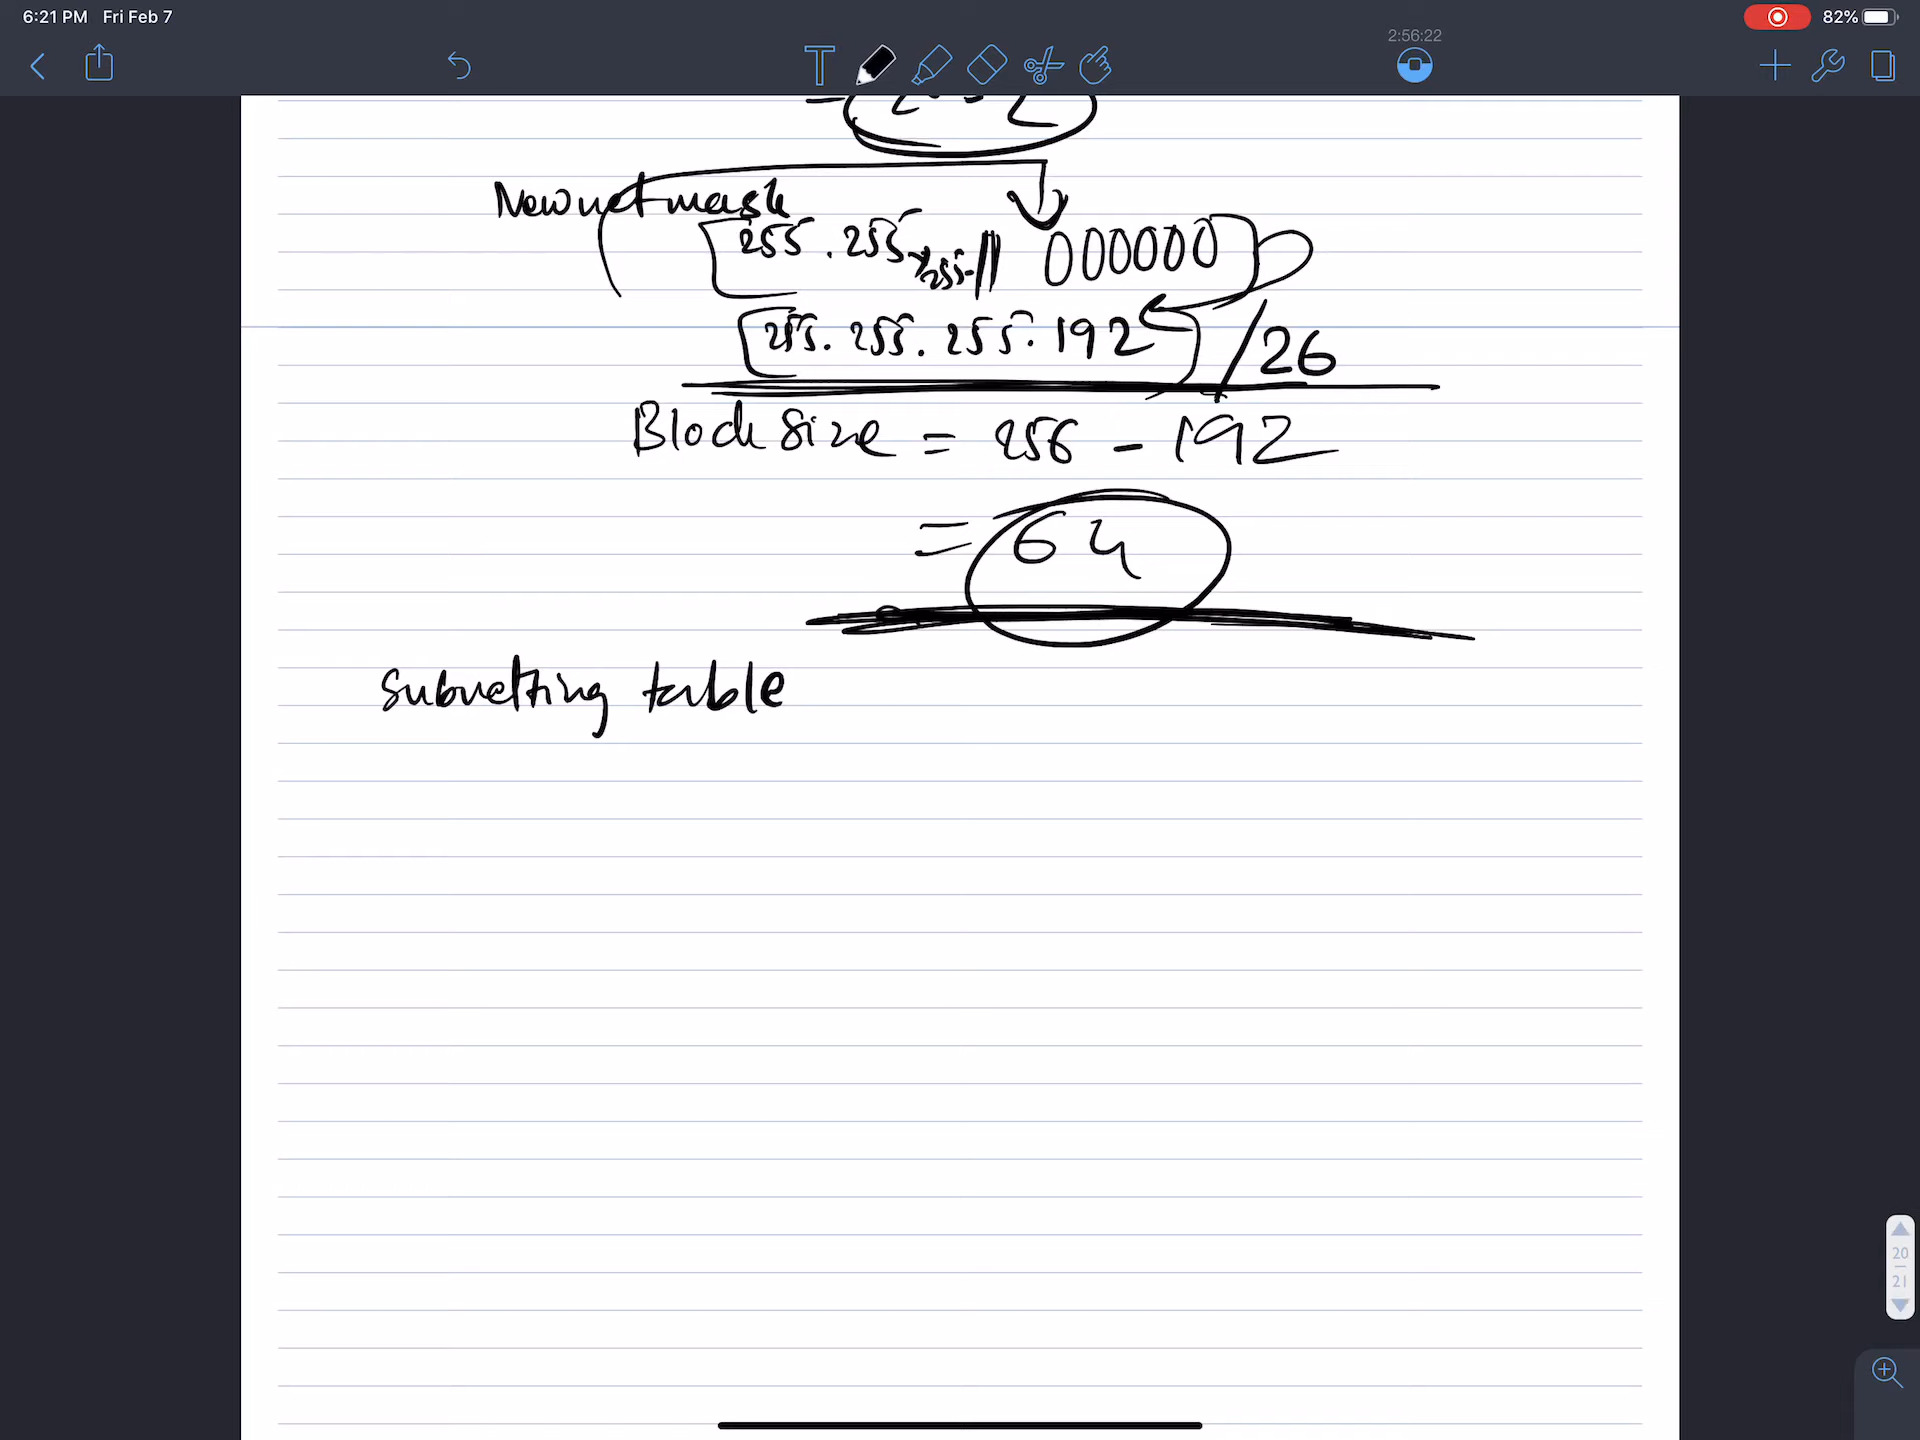 6:21 PM Fri Feb 7
82%
2:56:22
New netmask
255 . 255 . 255 . 11 000000
255. 255. 255. 192 /26
Block size = 256 - 192
= 64
subnetting table
20
21